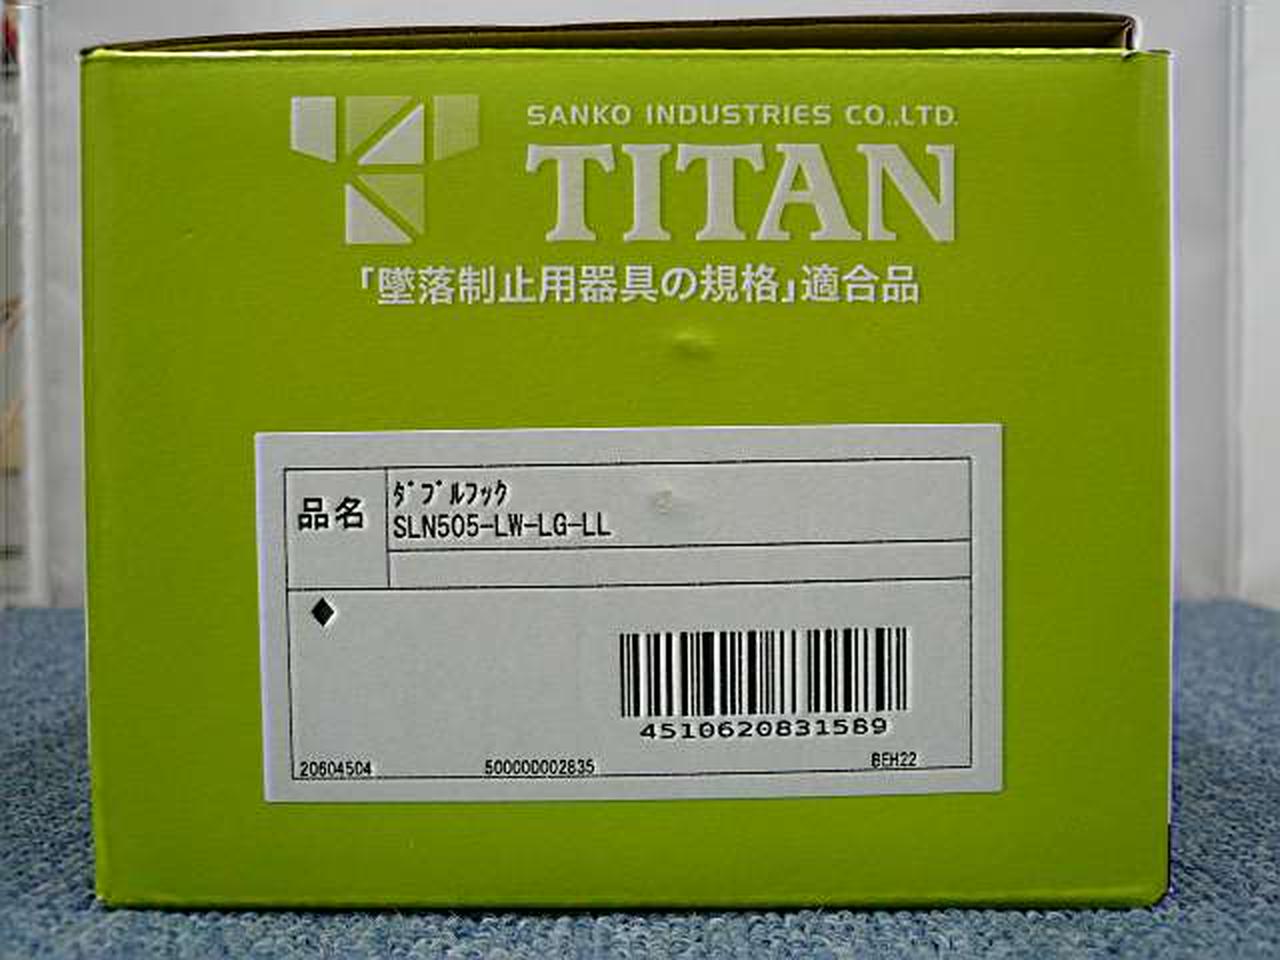 SANKO INDUSTRIES CO.,LTD.
TITAN
「墜落制止用器具の規格」適合品
品名
ﾀﾞﾌﾞﾙﾌｯｸ
SLN505-LW-LG-LL
◆
4510620831589
20604504
500000002835
BEH22